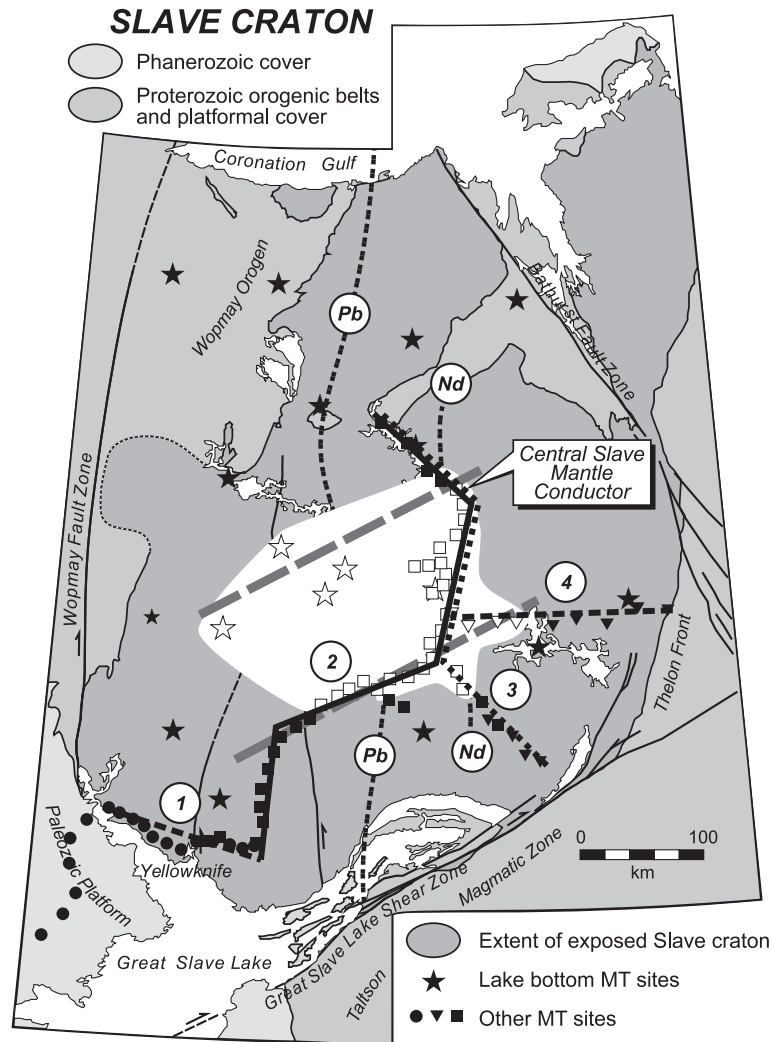 SLAVE CRATON
Phanerozoic cover
Proterozoic orogenic belts
and platformal cover
Coronation Gulf
Wopmay Orogen
Bathurst Fault Zone
Pb
Nd
Central Slave
Mantle
Conductor
Wopmay Fault Zone
4
2
3
Thelon Front
Pb
Nd
1
Paleozoic Platform
Yellowknife
0
100
km
Magmatic Zone
Great Slave Lake Shear Zone
Great Slave Lake
Taltson
Extent of exposed Slave craton
Lake bottom MT sites
Other MT sites